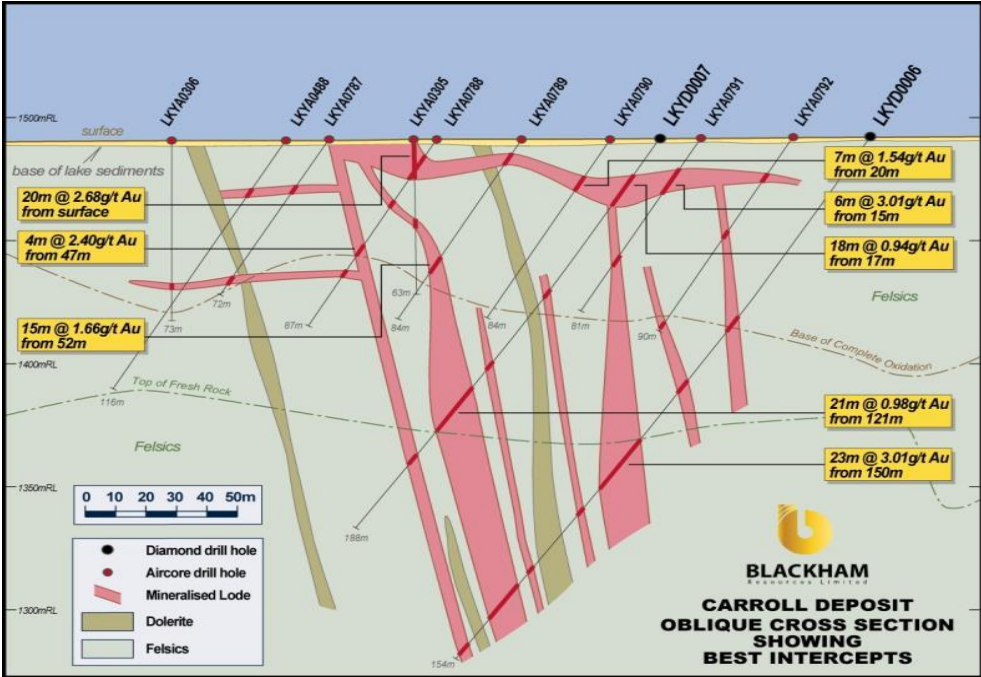 LKYA0306
LKYA0488
LKYA0787
LKYA0305
LKYA0788
LKYA0789
LKYA0790
LKYD0007
LKYA0791
LKYA0792
LKYD0006
1500mRL
surface
base of lake sediments
20m @ 2.68g/t Au
from surface
4m @ 2.40g/t Au
from 47m
15m @ 1.66g/t Au
from 52m
7m @ 1.54g/t Au
from 20m
6m @ 3.01g/t Au
from 15m
18m @ 0.94g/t Au
from 17m
Felsics
73m
72m
87m
63m
84m
84m
81m
90m
Base of Complete Oxidation
1400mRL
Top of Fresh Rock
116m
21m @ 0.98g/t Au
from 121m
Felsics
23m @ 3.01g/t Au
from 150m
1350mRL
0 10 20 30 40 50m
188m
Diamond drill hole
Aircore drill hole
Mineralised Lode
Dolerite
Felsics
1300mRL
154m
BLACKHAM
Resources Limited
CARROLL DEPOSIT
OBLIQUE CROSS SECTION
SHOWING
BEST INTERCEPTS